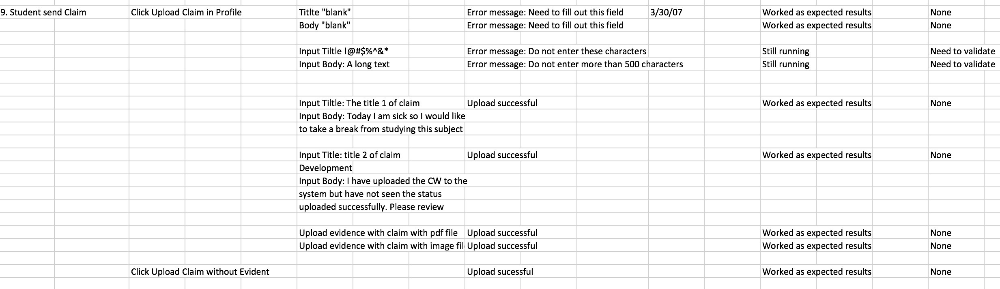 9. Student send Claim Click Upload Claim in Profile Titlte "blank" Error message: Need to fill out this field 3/30/07 Worked as expected results None
Body "blank" Error message: Need to fill out this field Worked as expected results None
Input Tiltle !@#$%^&* Error message: Do not enter these characters Still running Need to validate
Input Body: A long text Error message: Do not enter more than 500 characters Still running Need to validate
Input Tiltle: The title 1 of claim Upload successful Worked as expected results None
Input Body: Today I am sick so I would like
to take a break from studying this subject
Input Title: title 2 of claim Upload successful Worked as expected results None
Development
Input Body: I have uploaded the CW to the
system but have not seen the status
uploaded successfully. Please review
Upload evidence with claim with pdf file Upload successful Worked as expected results None
Upload evidence with claim with image fil Upload successful Worked as expected results None
Click Upload Claim without Evident Upload sucessful Worked as expected results None